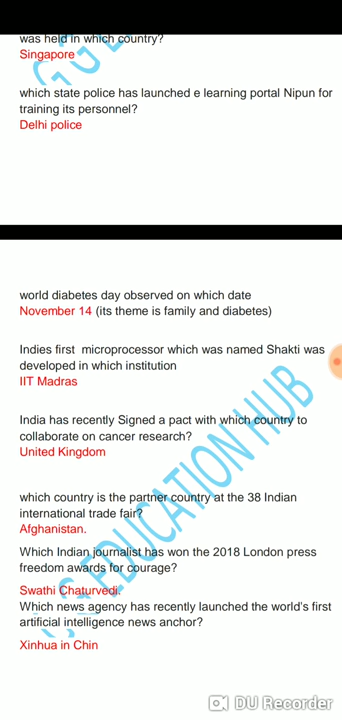 was held in which country?
Singapore
which state police has launched e learning portal Nipun for
training its personnel?
Delhi police
world diabetes day observed on which date
November 14 (its theme is family and diabetes)
Indies first  microprocessor which was named Shakti was
developed in which institution
IIT Madras
India has recently Signed a pact with which country to
collaborate on cancer research?
United Kingdom
which country is the partner country at the 38 Indian
international trade fair?
Afghanistan.
Which Indian journalist has won the 2018 London press
freedom awards for courage?
Swathi Chaturvedi.
Which news agency has recently launched the world's first
artificial intelligence news anchor?
Xinhua in Chin
EDUCATION HUB
DU Recorder